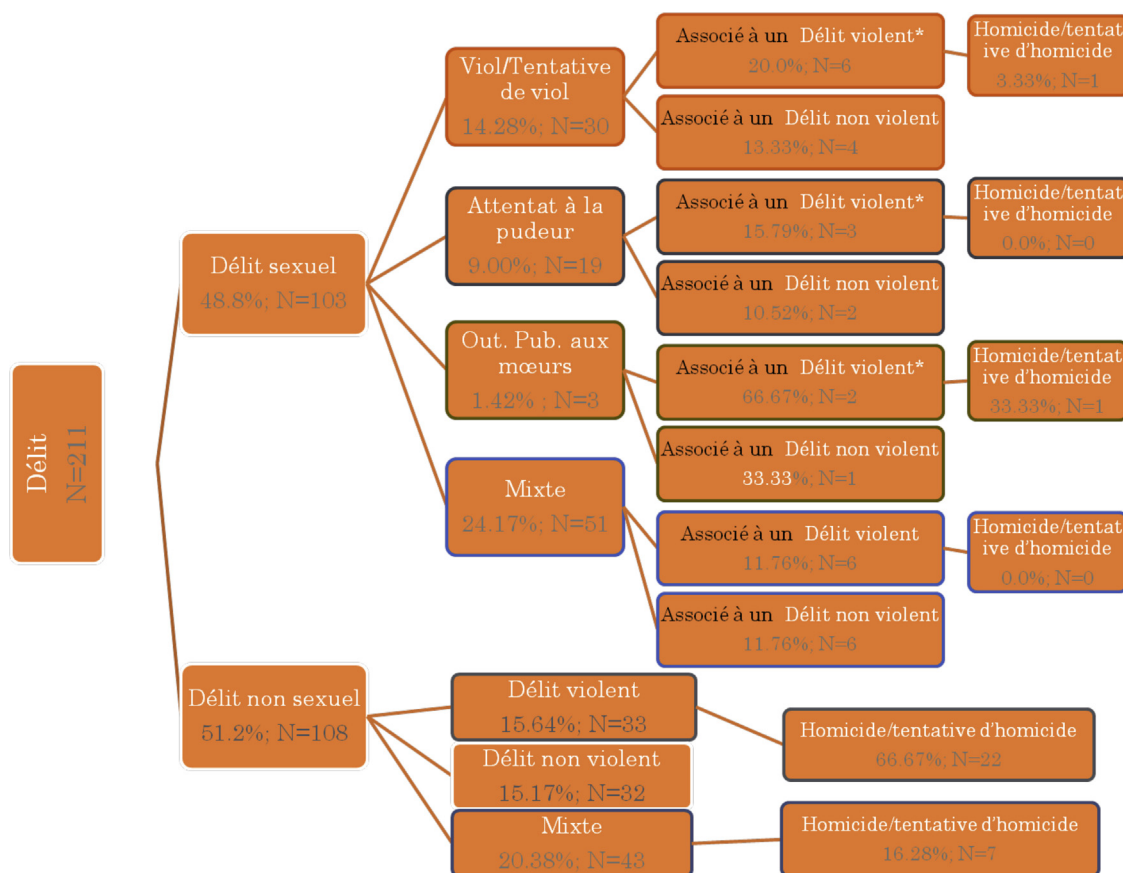 Délit
N=211
Délit sexuel
48.8%; N=103
Viol/Tentative
de viol
14.28%; N=30
Associé à un Délit violent*
20.0%; N=6
Homicide/tentat
ive d'homicide
3.33%; N=1
Associé à un Délit non violent
13.33%; N=4
Attentat à la
pudeur
9.00%; N=19
Associé à un Délit violent*
15.79%; N=3
Homicide/tentat
ive d'homicide
0.0%; N=0
Associé à un Délit non violent
10.52%; N=2
Out. Pub. aux
mœurs
1.42% ; N=3
Associé à un Délit violent*
66.67%; N=2
Homicide/tentat
ive d'homicide
33.33%; N=1
Associé à un Délit non violent
33.33%; N=1
Mixte
24.17%; N=51
Associé à un Délit violent
11.76%; N=6
Homicide/tentat
ive d'homicide
0.0%; N=0
Associé à un Délit non violent
11.76%; N=6
Délit non sexuel
51.2%; N=108
Délit violent
15.64%; N=33
Homicide/tentative d'homicide
66.67%; N=22
Délit non violent
15.17%; N=32
Mixte
20.38%; N=43
Homicide/tentative d'homicide
16.28%; N=7